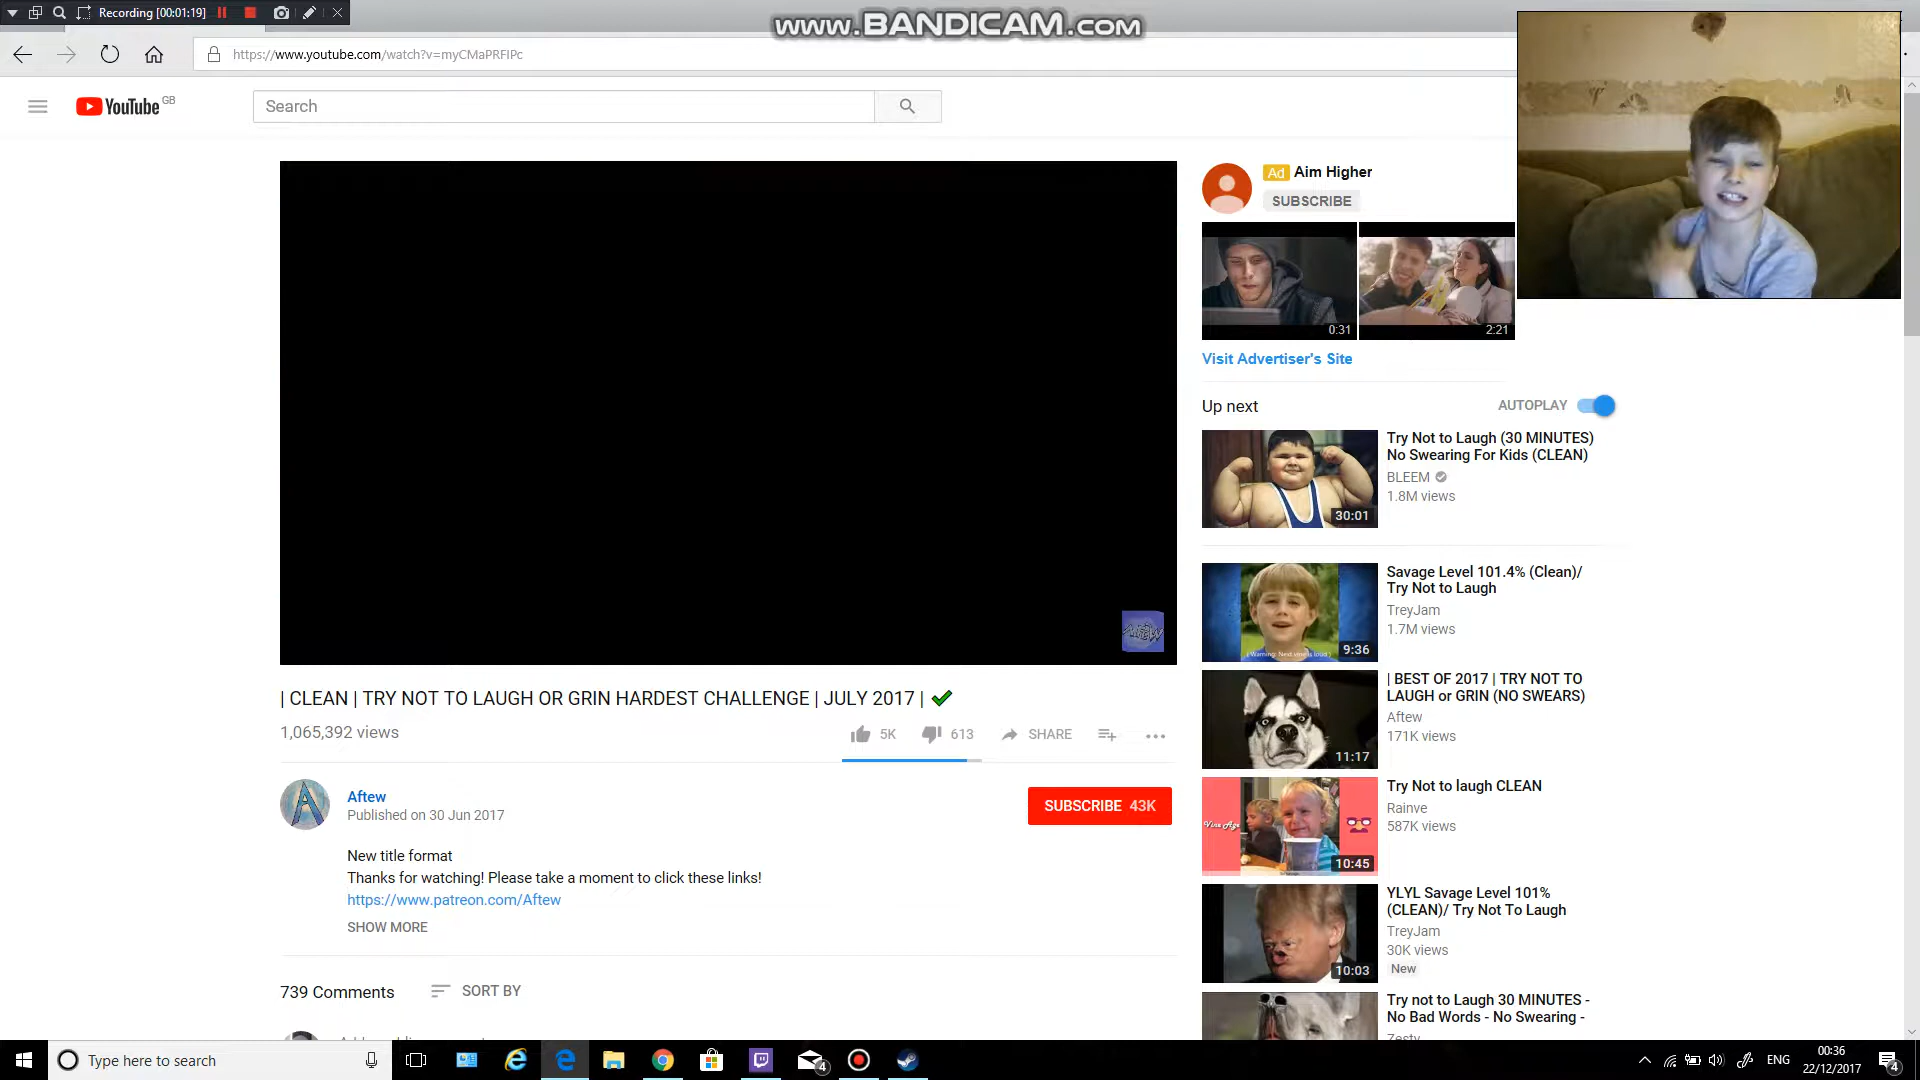 Recording [00:01:19]
www.BANDICAM.com
https://www.youtube.com/watch?v=myCMaPRFIPc
YouTube GB
Search
Ad Aim Higher
SUBSCRIBE
0:31
2:21
Visit Advertiser's Site
Up next
AUTOPLAY
Try Not to Laugh (30 MINUTES)
No Swearing For Kids (CLEAN)
BLEEM
1.8M views
30:01
Savage Level 101.4% (Clean)/
Try Not to Laugh
TreyJam
1.7M views
9:36
| BEST OF 2017 | TRY NOT TO
LAUGH or GRIN (NO SWEARS)
Aftew
171K views
11:17
Try Not to laugh CLEAN
Rainve
587K views
10:45
YLYL Savage Level 101%
(CLEAN)/ Try Not To Laugh
TreyJam
30K views
New
10:03
Try not to Laugh 30 MINUTES -
No Bad Words - No Swearing -
| CLEAN | TRY NOT TO LAUGH OR GRIN HARDEST CHALLENGE | JULY 2017 |
1,065,392 views
5K
613
SHARE
Aftew
Published on 30 Jun 2017
SUBSCRIBE 43K
New title format
Thanks for watching! Please take a moment to click these links!
https://www.patreon.com/Aftew
SHOW MORE
739 Comments
SORT BY
Type here to search
4
ENG
00:36
22/12/2017
4